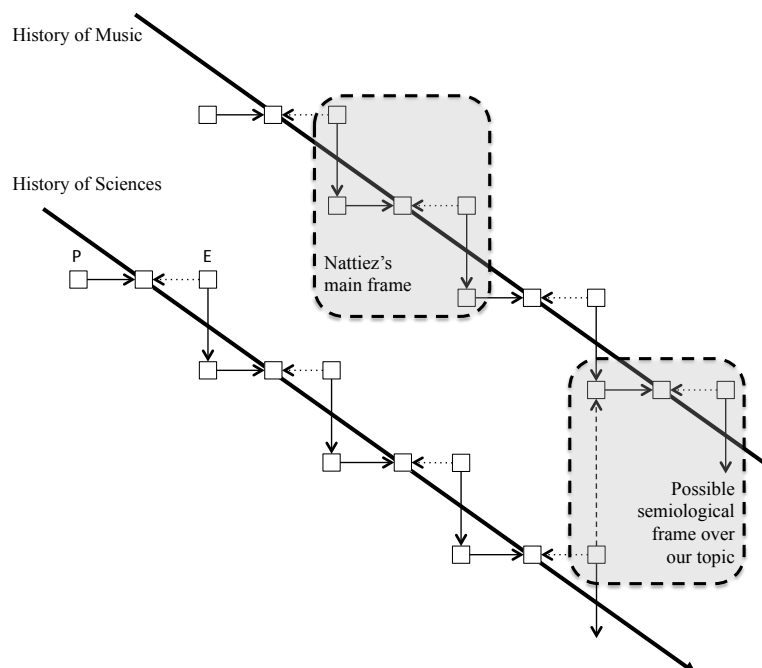 History of Music
History of Sciences
P
E
Nattiez's
main frame
Possible
semiological
frame over
our topic